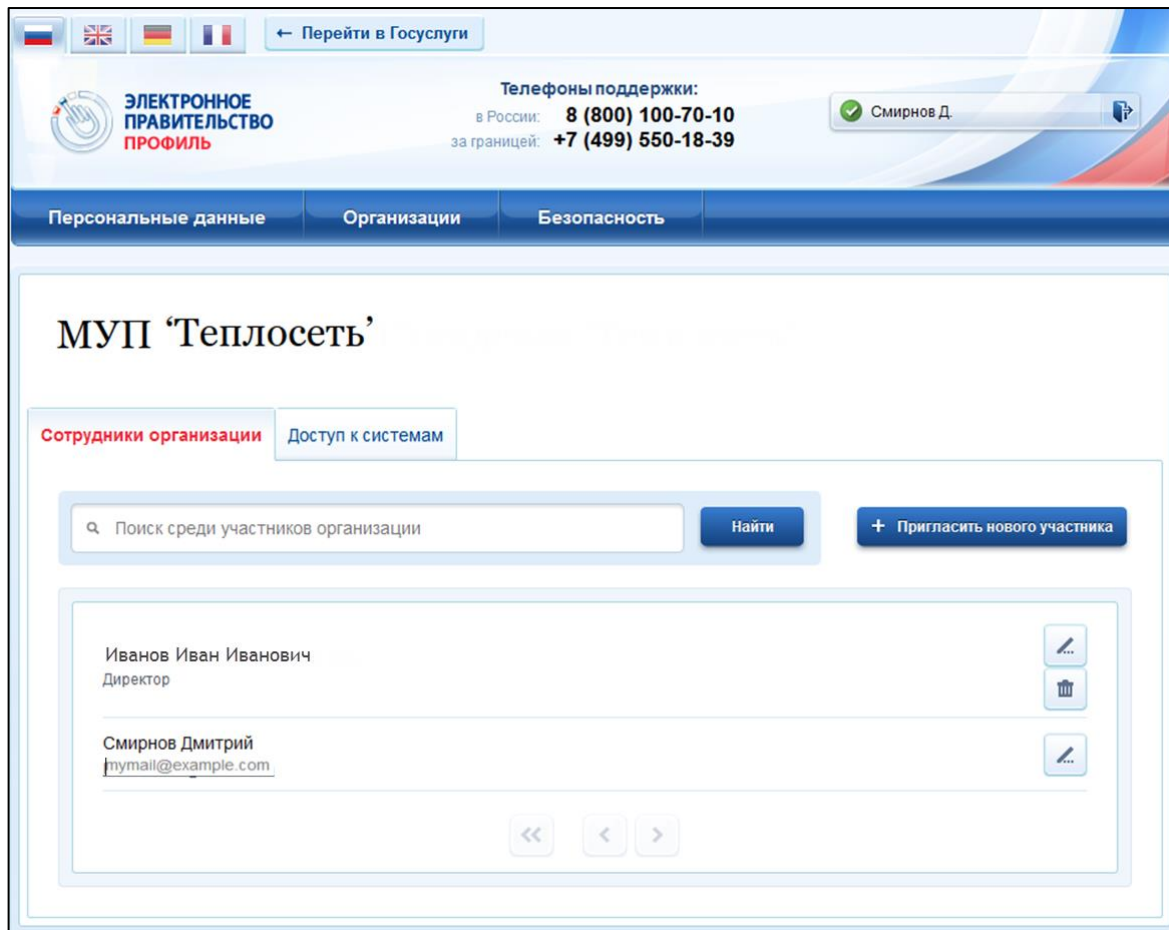 ← Перейти в Госуслуги
ЭЛЕКТРОННОЕ
ПРАВИТЕЛЬСТВО
ПРОФИЛЬ
Телефоны поддержки:
в России: 8 (800) 100-70-10
за границей: +7 (499) 550-18-39
Смирнов Д.
Персональные данные Организации Безопасность
МУП ‘Теплосеть’
Сотрудники организации Доступ к системам
Поиск среди участников организации Найти + Пригласить нового участника
Иванов Иван Иванович
Директор
Смирнов Дмитрий
mymail@example.com